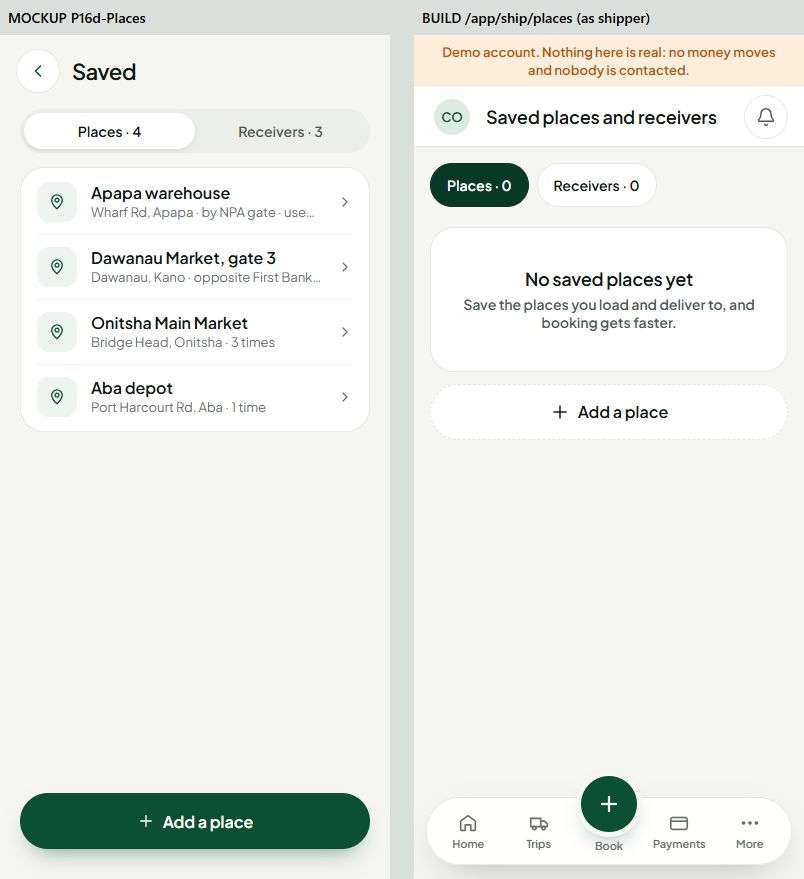 MOCKUP P16d-Places
Saved
Places · 4
Receivers · 3
Apapa warehouse
Wharf Rd, Apapa · by NPA gate · use...
Dawanau Market, gate 3
Dawanau, Kano · opposite First Bank...
Onitsha Main Market
Bridge Head, Onitsha · 3 times
Aba depot
Port Harcourt Rd, Aba · 1 time
+ Add a place
BUILD /app/ship/places (as shipper)
Demo account. Nothing here is real: no money moves
and nobody is contacted.
CO
Saved places and receivers
Places · 0
Receivers · 0
No saved places yet
Save the places you load and deliver to, and
booking gets faster.
+ Add a place
Home
Trips
Book
Payments
More